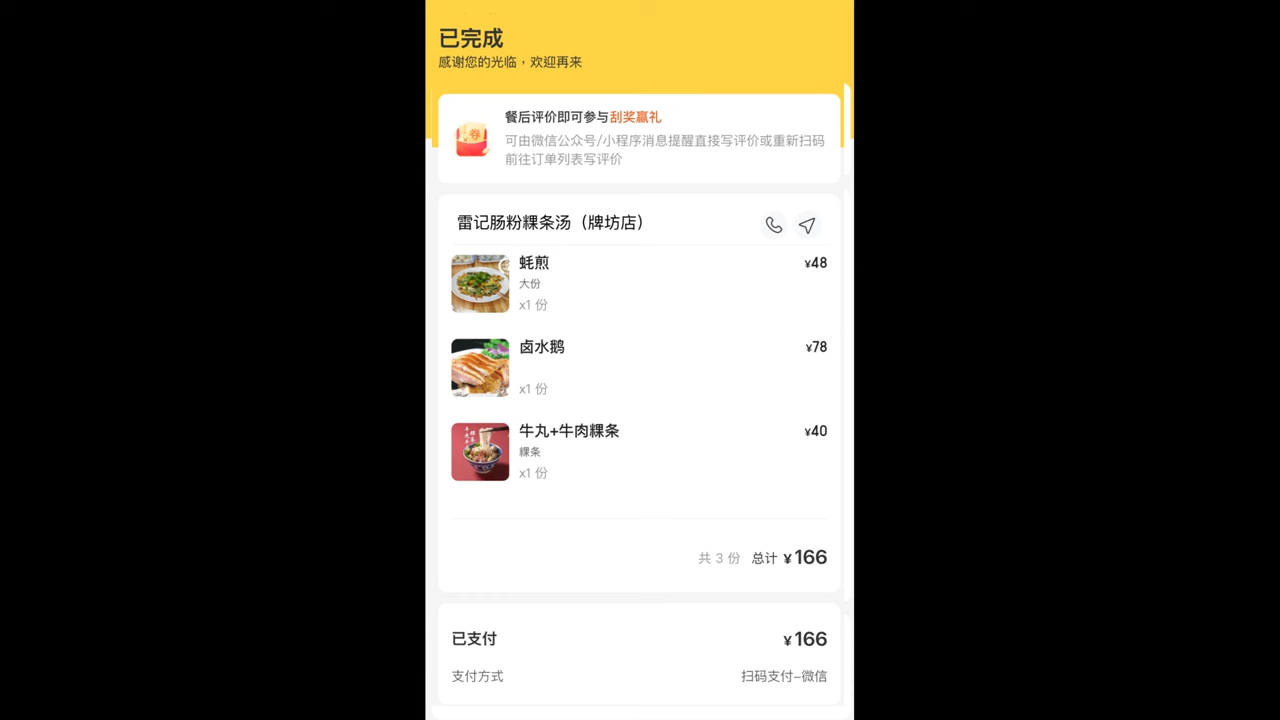 已完成
感谢您的光临，欢迎再来
餐后评价即可参与刮奖赢礼
可由微信公众号/小程序消息提醒直接写评价或重新扫码
前往订单列表写评价
券
雷记肠粉粿条汤（牌坊店）
蚝煎 ¥48
大份
x1 份
卤水鹅 ¥78
x1 份
牛丸+牛肉粿条 ¥40
粿条
x1 份
共 3 份 总计 ¥166
已支付 ¥166
支付方式 扫码支付-微信